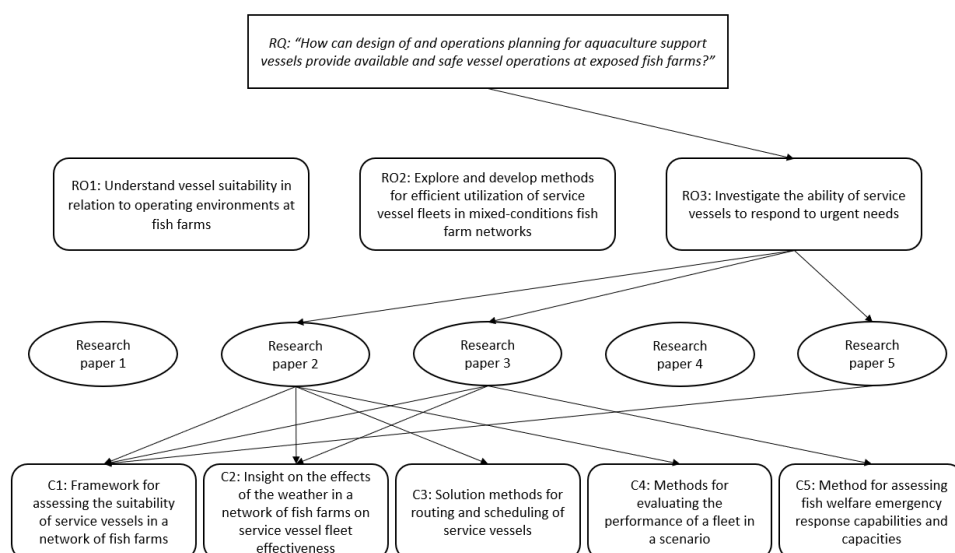 RQ: “How can design of and operations planning for aquaculture support
vessels provide available and safe vessel operations at exposed fish farms?”
RO1: Understand vessel suitability in
relation to operating environments at
fish farms
RO2: Explore and develop methods
for efficient utilization of service
vessel fleets in mixed-conditions fish
farm networks
RO3: Investigate the ability of service
vessels to respond to urgent needs
Research
paper 1
Research
paper 2
Research
paper 3
Research
paper 4
Research
paper 5
C1: Framework for
assessing the suitability
of service vessels in a
network of fish farms
C2: Insight on the effects
of the weather in a
network of fish farms on
service vessel fleet
effectiveness
C3: Solution methods for
routing and scheduling of
service vessels
C4: Methods for
evaluating the
performance of a fleet in
a scenario
C5: Method for assessing
fish welfare emergency
response capabilities and
capacities